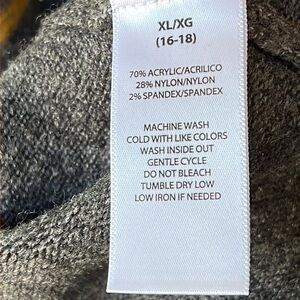 XL/XG
(16-18)
70% ACRYLIC/ACRILICO
28% NYLON/NYLON
2% SPANDEX/SPANDEX
MACHINE WASH
COLD WITH LIKE COLORS
WASH INSIDE OUT
GENTLE CYCLE
DO NOT BLEACH
TUMBLE DRY LOW
LOW IRON IF NEEDED